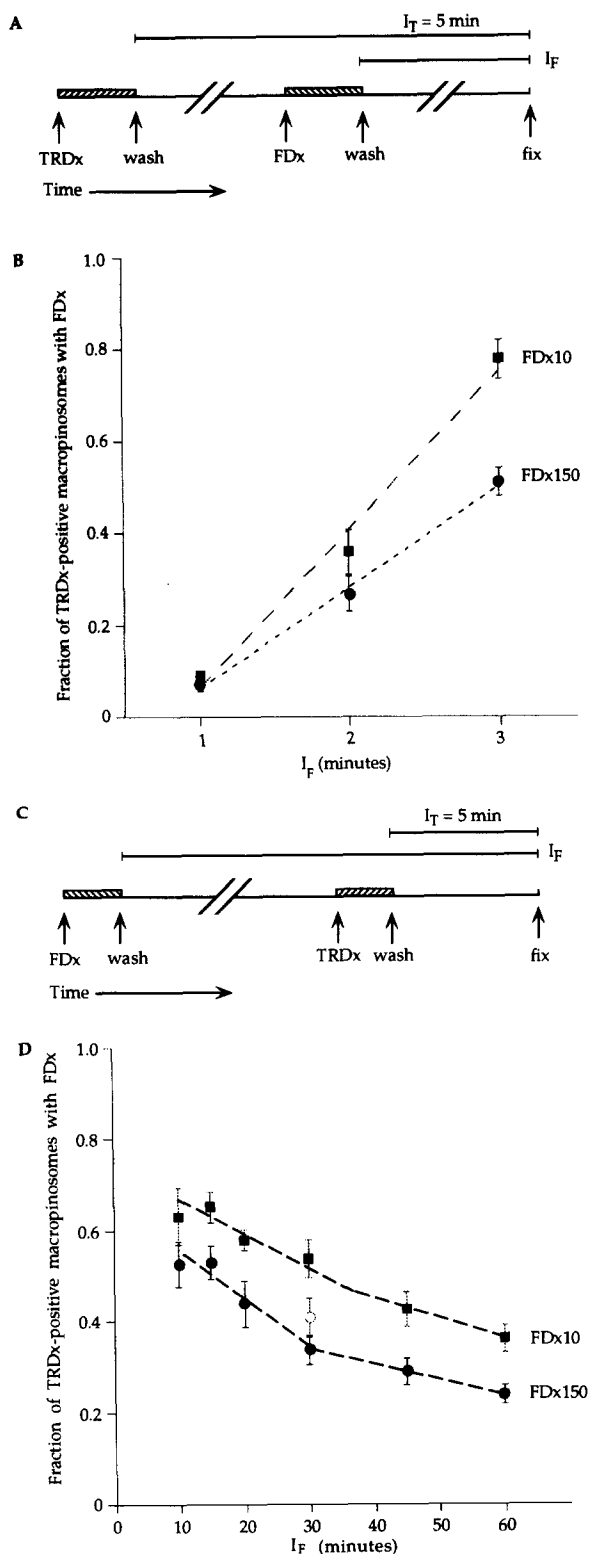 A
I_T = 5 min
I_F
TRDx wash FDx wash fix
Time
B
Fraction of TRDx-positive macropinosomes with FDx
1.0
0.8
0.6
0.4
0.2
0
FDx10
FDx150
1 2 3
I_F (minutes)
C
I_T = 5 min
I_F
FDx wash TRDx wash fix
Time
D
Fraction of TRDx-positive macropinosomes with FDx
1.0
0.8
0.6
0.4
0.2
0
FDx10
FDx150
0 10 20 30 40 50 60
I_F (minutes)